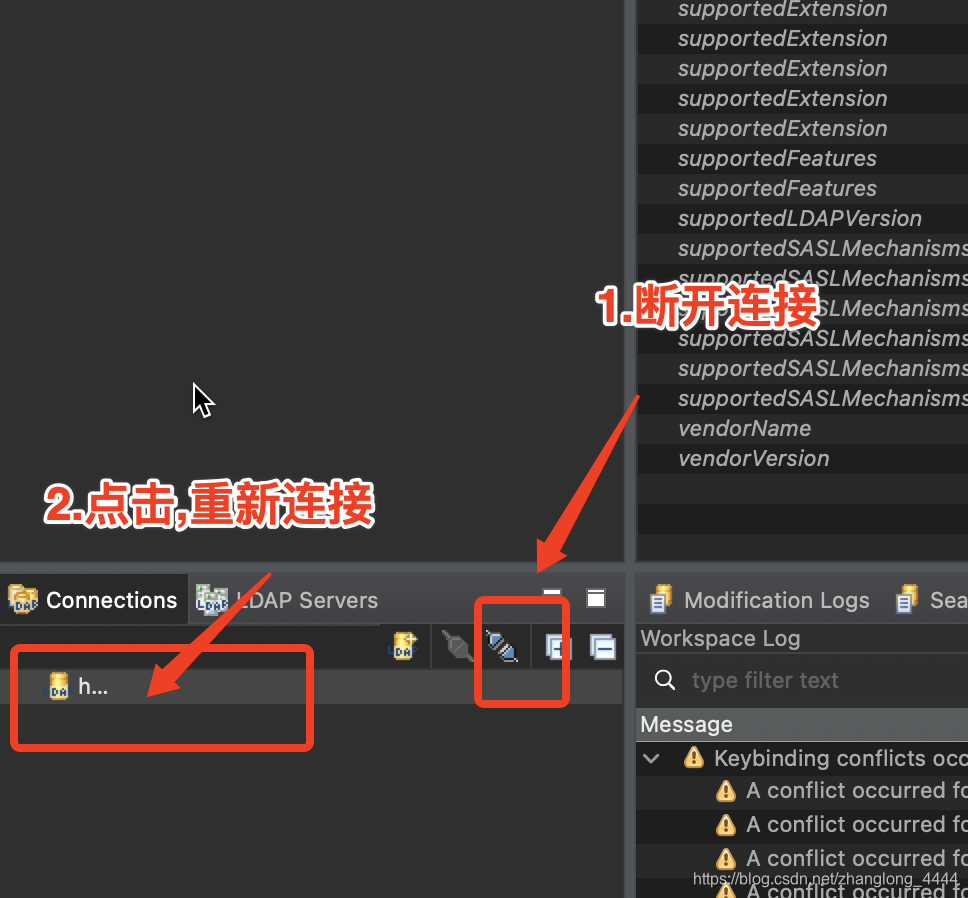 supportedExtension
supportedExtension
supportedExtension
supportedExtension
supportedExtension
supportedFeatures
supportedFeatures
supportedLDAPVersion
supportedSASLMechanisms
supportedSASLMechanisms
supportedSASLMechanisms
supportedSASLMechanisms
supportedSASLMechanisms
supportedSASLMechanisms
vendorName
vendorVersion
1.断开连接
2.点击,重新连接
Connections
LDAP Servers
h...
Modification Logs
Sea
Workspace Log
type filter text
Message
Keybinding conflicts occ
A conflict occurred fo
A conflict occurred fo
A conflict occurred fo
A conflict occurred fo
https://blog.csdn.net/zhanglong_4444